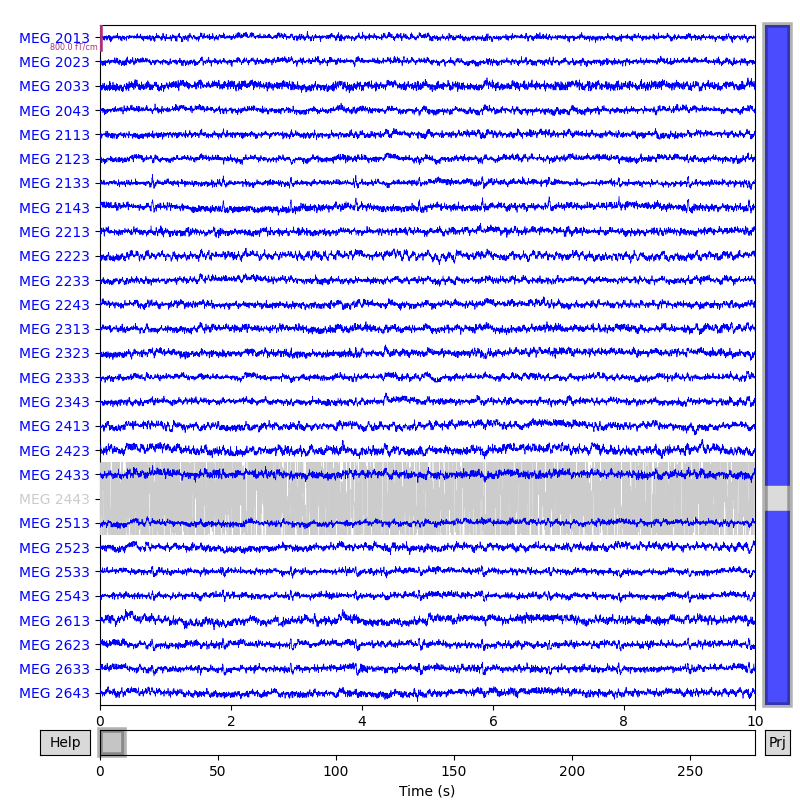 MEG 2013
800.0 fT/cm
MEG 2023
MEG 2033
MEG 2043
MEG 2113
MEG 2123
MEG 2133
MEG 2143
MEG 2213
MEG 2223
MEG 2233
MEG 2243
MEG 2313
MEG 2323
MEG 2333
MEG 2343
MEG 2413
MEG 2423
MEG 2433
MEG 2443
MEG 2513
MEG 2523
MEG 2533
MEG 2543
MEG 2613
MEG 2623
MEG 2633
MEG 2643
0 2 4 6 8 10
Help Prj
0 50 100 150 200 250
Time (s)